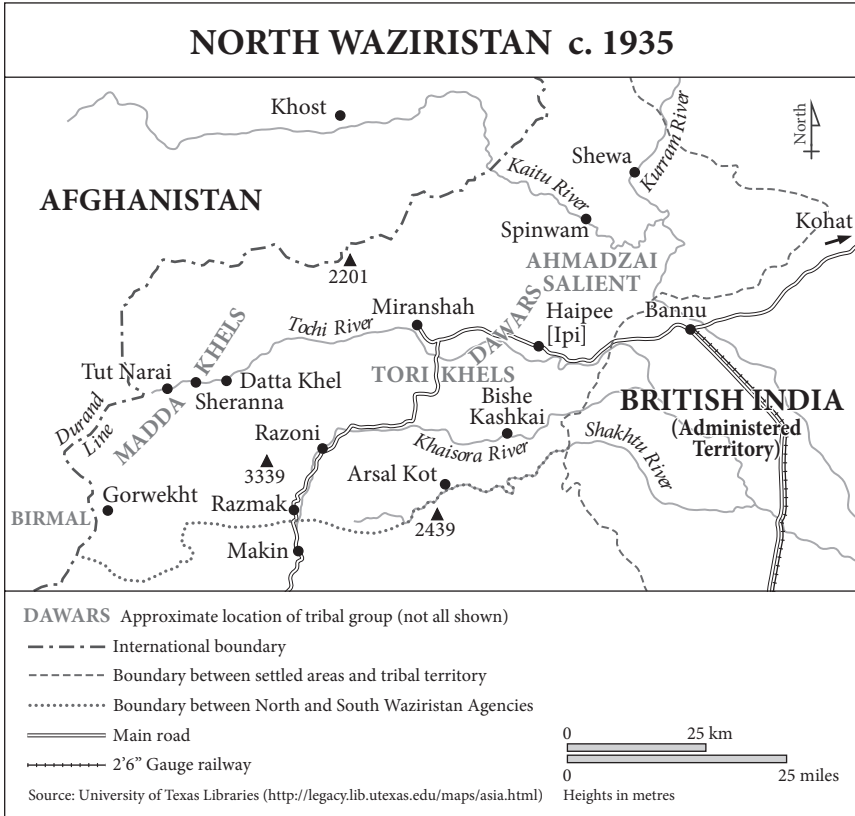 NORTH WAZIRISTAN c. 1935
Khost
North
Shewa
Kurram River
Kaitu River
AFGHANISTAN
Kohat
Spinwam
2201
AHMADZAI
SALIENT
Miranshah
DAWARS
Haipee
[Ipi]
Bannu
Tochi River
KHELS
Tut Narai
Datta Khel
TORI KHELS
Sheranna
MADDA
Durand
Line
Bishe
Kashkai
BRITISH INDIA
(Administered
Territory)
Razoni
Khaisora River
Shakhtu River
3339
Arsal Kot
Gorwekht
Razmak
BIRMAL
2439
Makin
DAWARS Approximate location of tribal group (not all shown)
International boundary
Boundary between settled areas and tribal territory
Boundary between North and South Waziristan Agencies
Main road
2'6" Gauge railway
0 25 km
0 25 miles
Source: University of Texas Libraries (http://legacy.lib.utexas.edu/maps/asia.html) Heights in metres